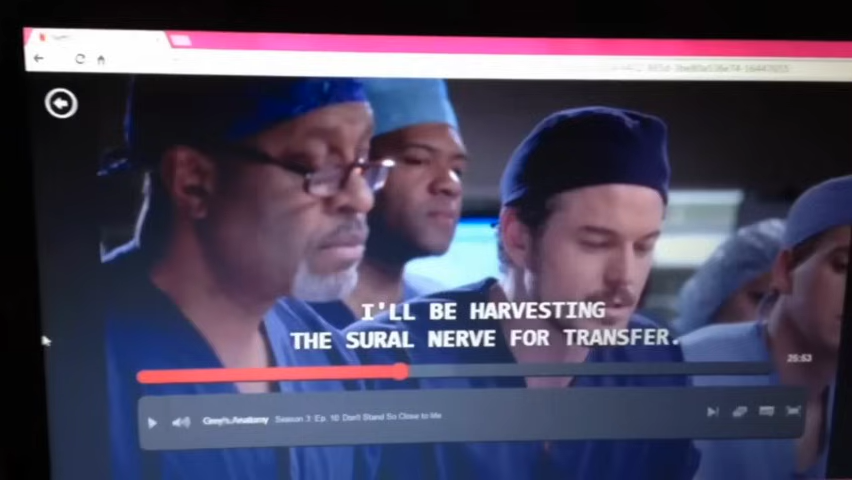 I'LL BE HARVESTING
THE SURAL NERVE FOR TRANSFER.
25:53
Grey's Anatomy Season 3: Ep. 10 Don't Stand So Close to Me